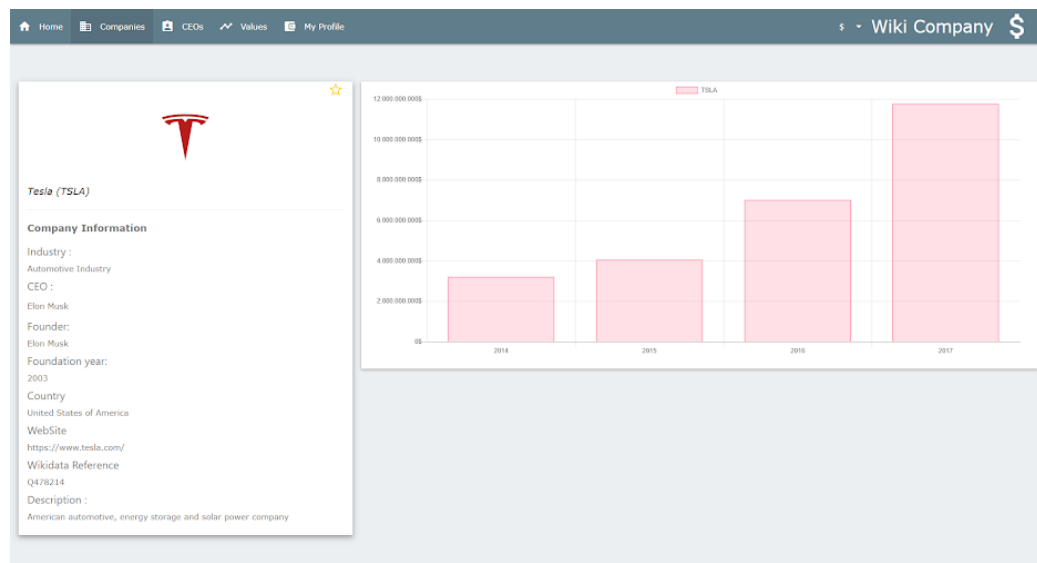 Home Companies CEOs Values My Profile $ Wiki Company $
Tesla (TSLA)
Company Information
Industry :
Automotive Industry
CEO :
Elon Musk
Founder:
Elon Musk
Foundation year:
2003
Country
United States of America
WebSite
https://www.tesla.com/
Wikidata Reference
Q478214
Description :
American automotive, energy storage and solar power company
TSLA
12 000 000 000$
10 000 000 000$
8 000 000 000$
6 000 000 000$
4 000 000 000$
2 000 000 000$
0$
2014 2015 2016 2017